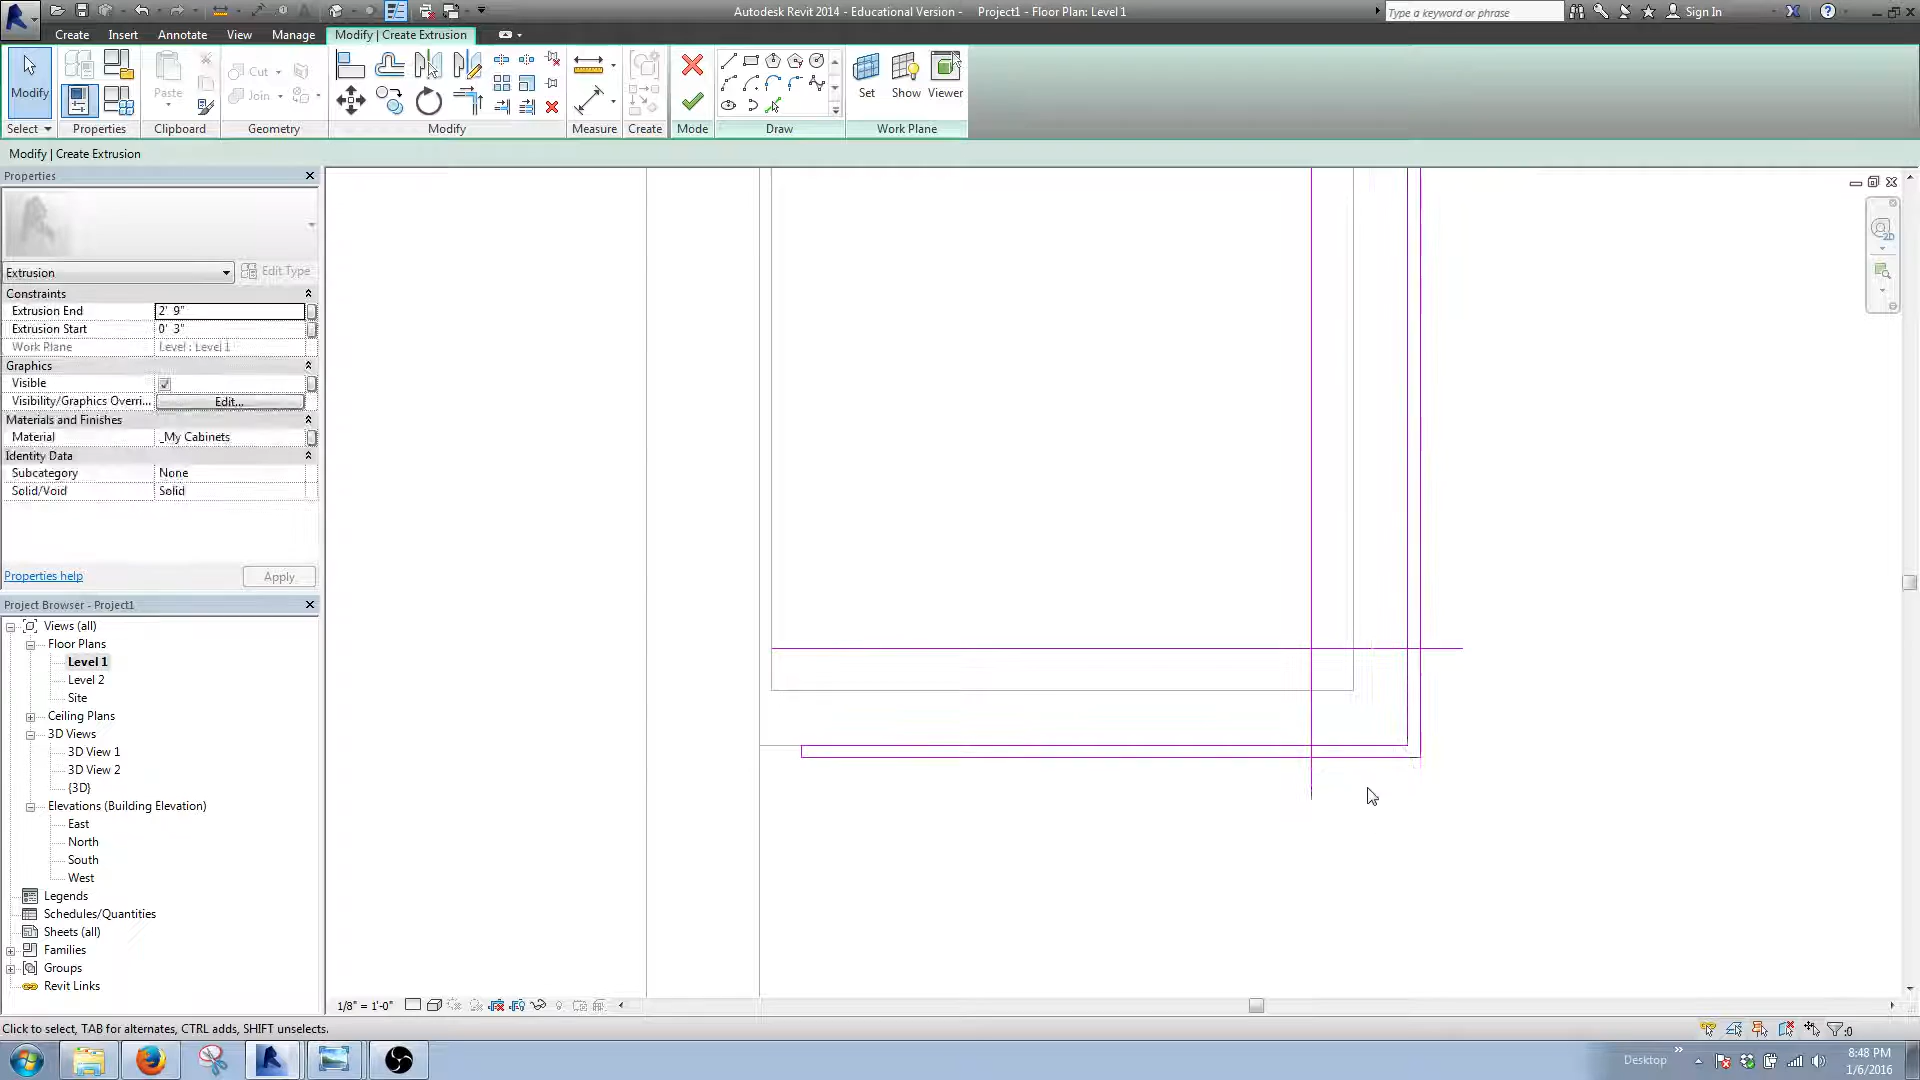 Autodesk Revit 2014 - Educational Version - Project1 - Floor Plan: Level 1
Type a keyword or phrase
Sign In
Create Insert Annotate View Manage Modify | Create Extrusion
Modify
Cut
Join
Paste
Set Show Viewer
Select Properties Clipboard Geometry Modify Measure Create Mode Draw Work Plane
Modify | Create Extrusion
Properties
Extrusion
Edit Type
Constraints
Extrusion End 2' 9"
Extrusion Start 0' 3"
Work Plane Level : Level 1
Graphics
Visible
Visibility/Graphics Overri... Edit...
Materials and Finishes
Material _My Cabinets
Identity Data
Subcategory None
Solid/Void Solid
Properties help
Apply
Project Browser - Project1
Views (all)
Floor Plans
Level 1
Level 2
Site
Ceiling Plans
3D Views
3D View 1
3D View 2
{3D}
Elevations (Building Elevation)
East
North
South
West
Legends
Schedules/Quantities
Sheets (all)
Families
Groups
Revit Links
2D
1/8" = 1'-0"
Click to select, TAB for alternates, CTRL adds, SHIFT unselects.
:0
Desktop
8:48 PM
1/6/2016